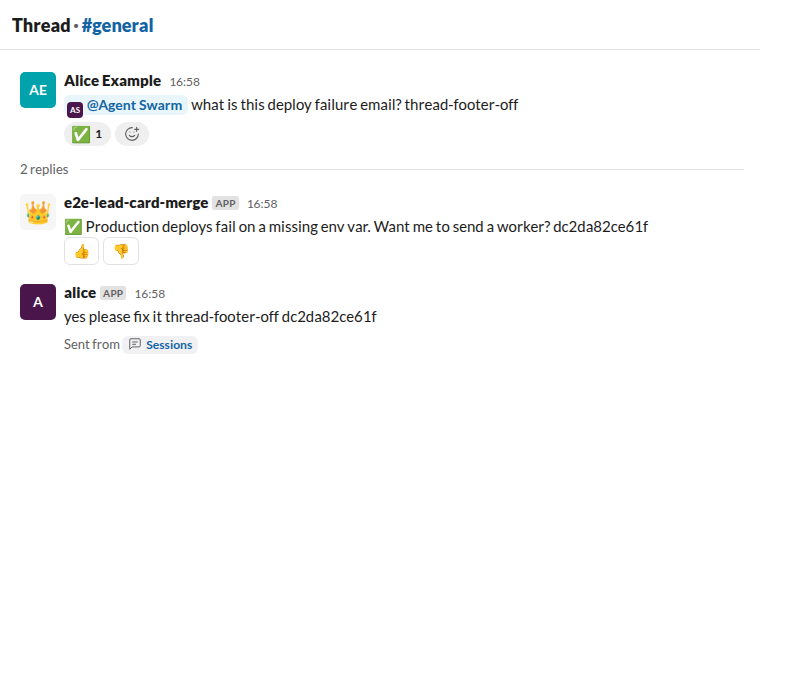 Thread • #general
AE
Alice Example 16:58
AS @Agent Swarm what is this deploy failure email? thread-footer-off
✅ 1
2 replies
e2e-lead-card-merge APP 16:58
✅ Production deploys fail on a missing env var. Want me to send a worker? dc2da82ce61f
👍 👎
A
alice APP 16:58
yes please fix it thread-footer-off dc2da82ce61f
Sent from Sessions